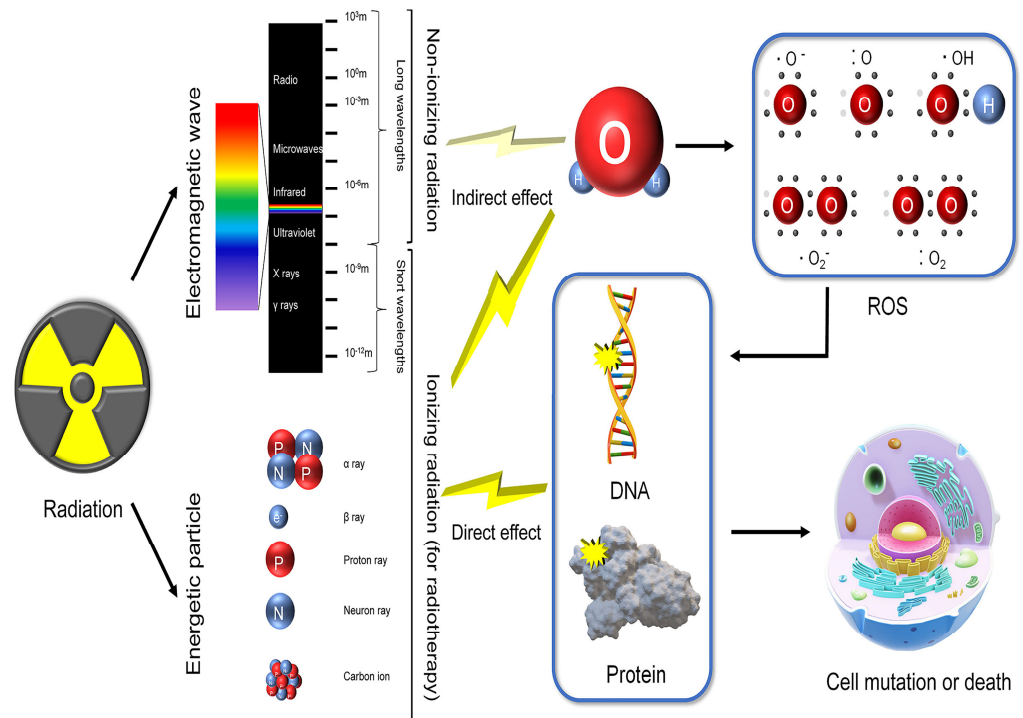 Radiation
Electromagnetic wave
Energetic particle
10³m
10⁰m
10⁻³m
10⁻⁶m
10⁻⁹m
10⁻¹²m
Radio
Microwaves
Infrared
Ultraviolet
X rays
γ rays
Long wavelengths
Short wavelengths
P N
N P
α ray
e⁻
β ray
P
Proton ray
N
Neuron ray
Carbon ion
Non-ionizing radiation
Ionizing radiation (for radiotherapy)
Indirect effect
Direct effect
O
H H
· O⁻
: O
· OH
O
O
O H
O O
O O
· O₂⁻
: O₂
ROS
DNA
Protein
Cell mutation or death